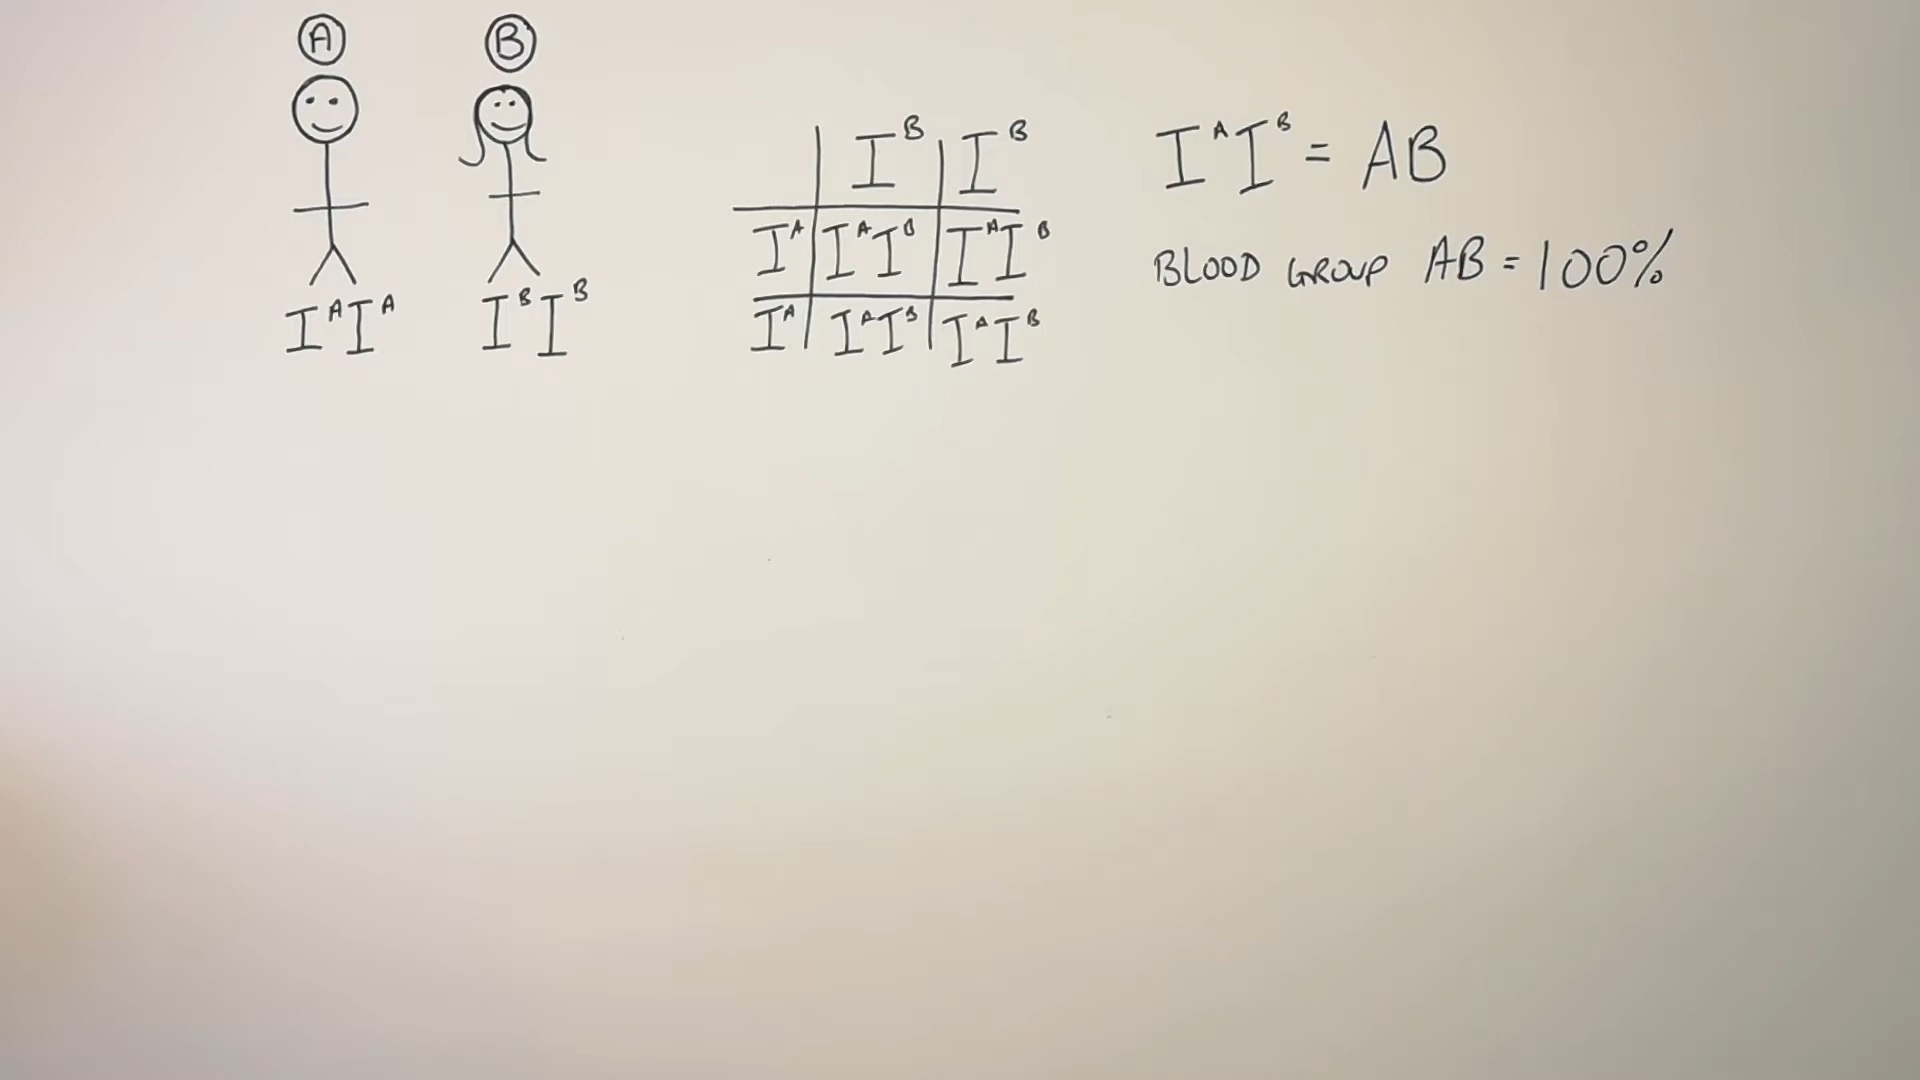 A
B
I^A I^A
I^B I^B
I^B I^B
I^A I^A I^B I^A I^B
I^A I^A I^B I^A I^B
I^A I^B = AB
BLOOD GROUP AB = 100%